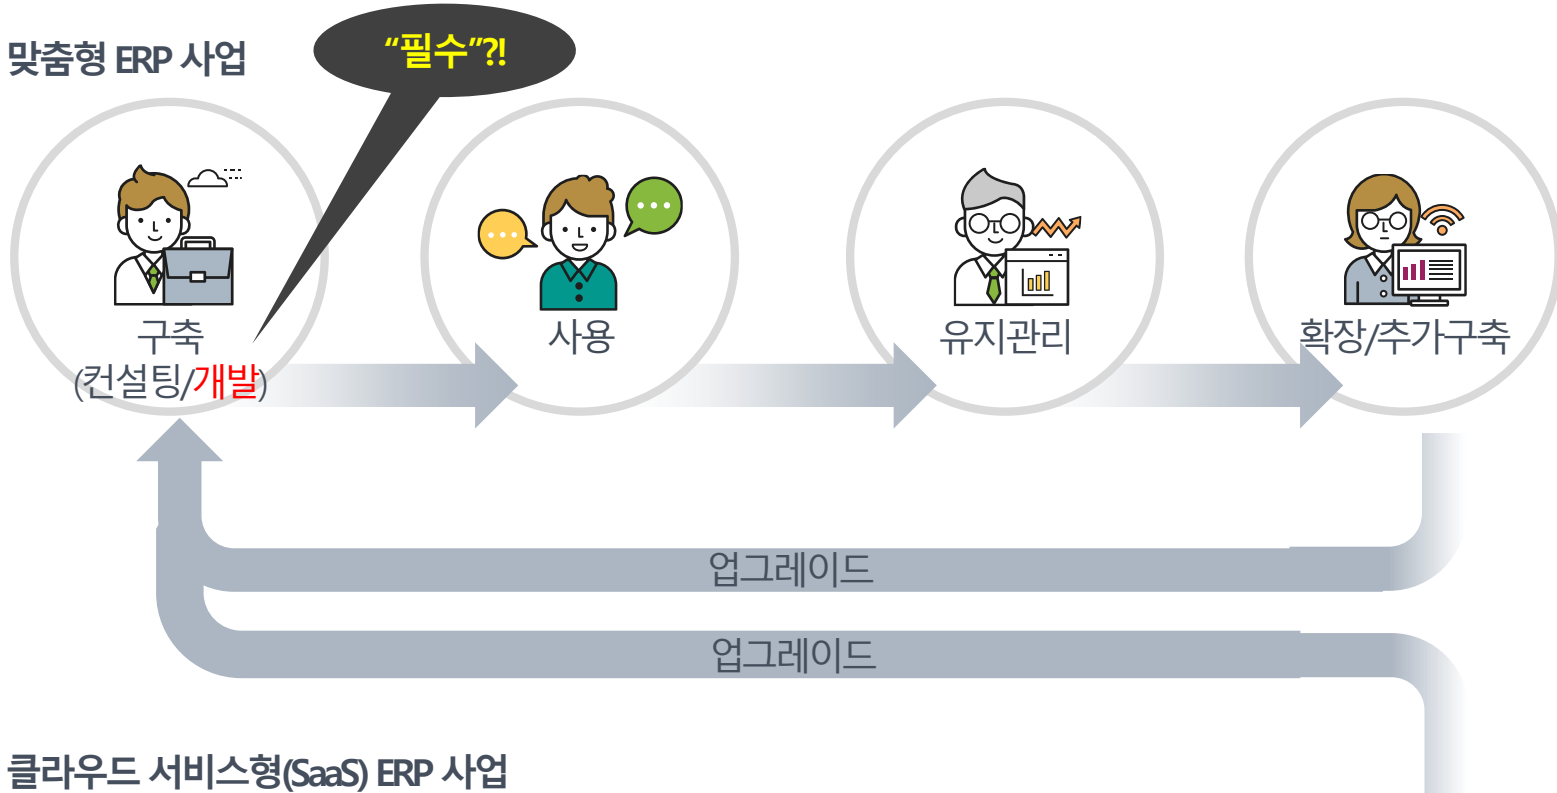 맞춤형 ERP 사업
“필수”?!
구축
(컨설팅/개발)
사용
유지관리
확장/추가구축
업그레이드
업그레이드
클라우드 서비스형(SaaS) ERP 사업